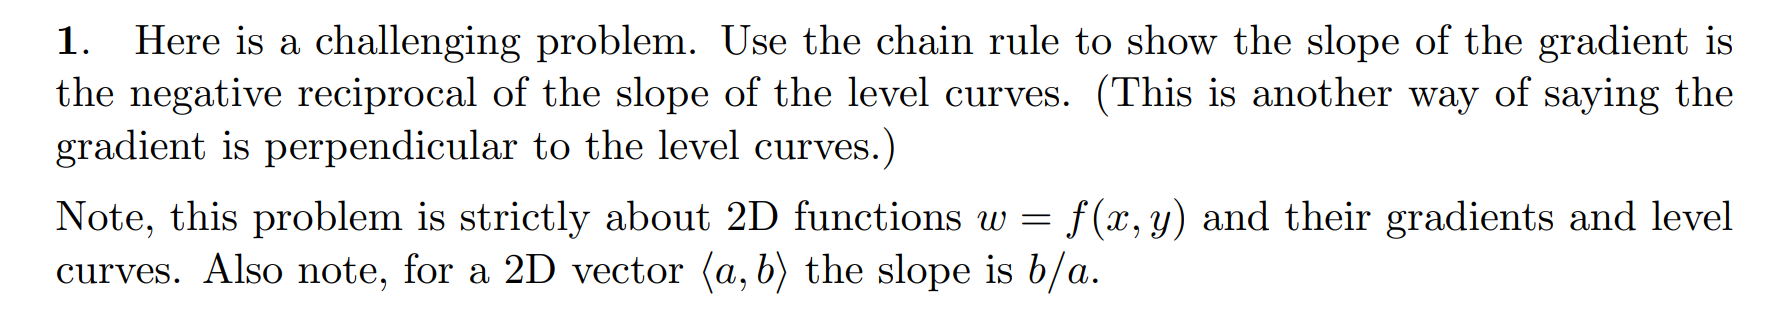 1. Here is a challenging problem. Use the chain rule to show the slope of the gradient is
the negative reciprocal of the slope of the level curves. (This is another way of saying the
gradient is perpendicular to the level curves.)
Note, this problem is strictly about 2D functions w = f(x, y) and their gradients and level
curves. Also note, for a 2D vector ⟨a, b⟩ the slope is b/a.